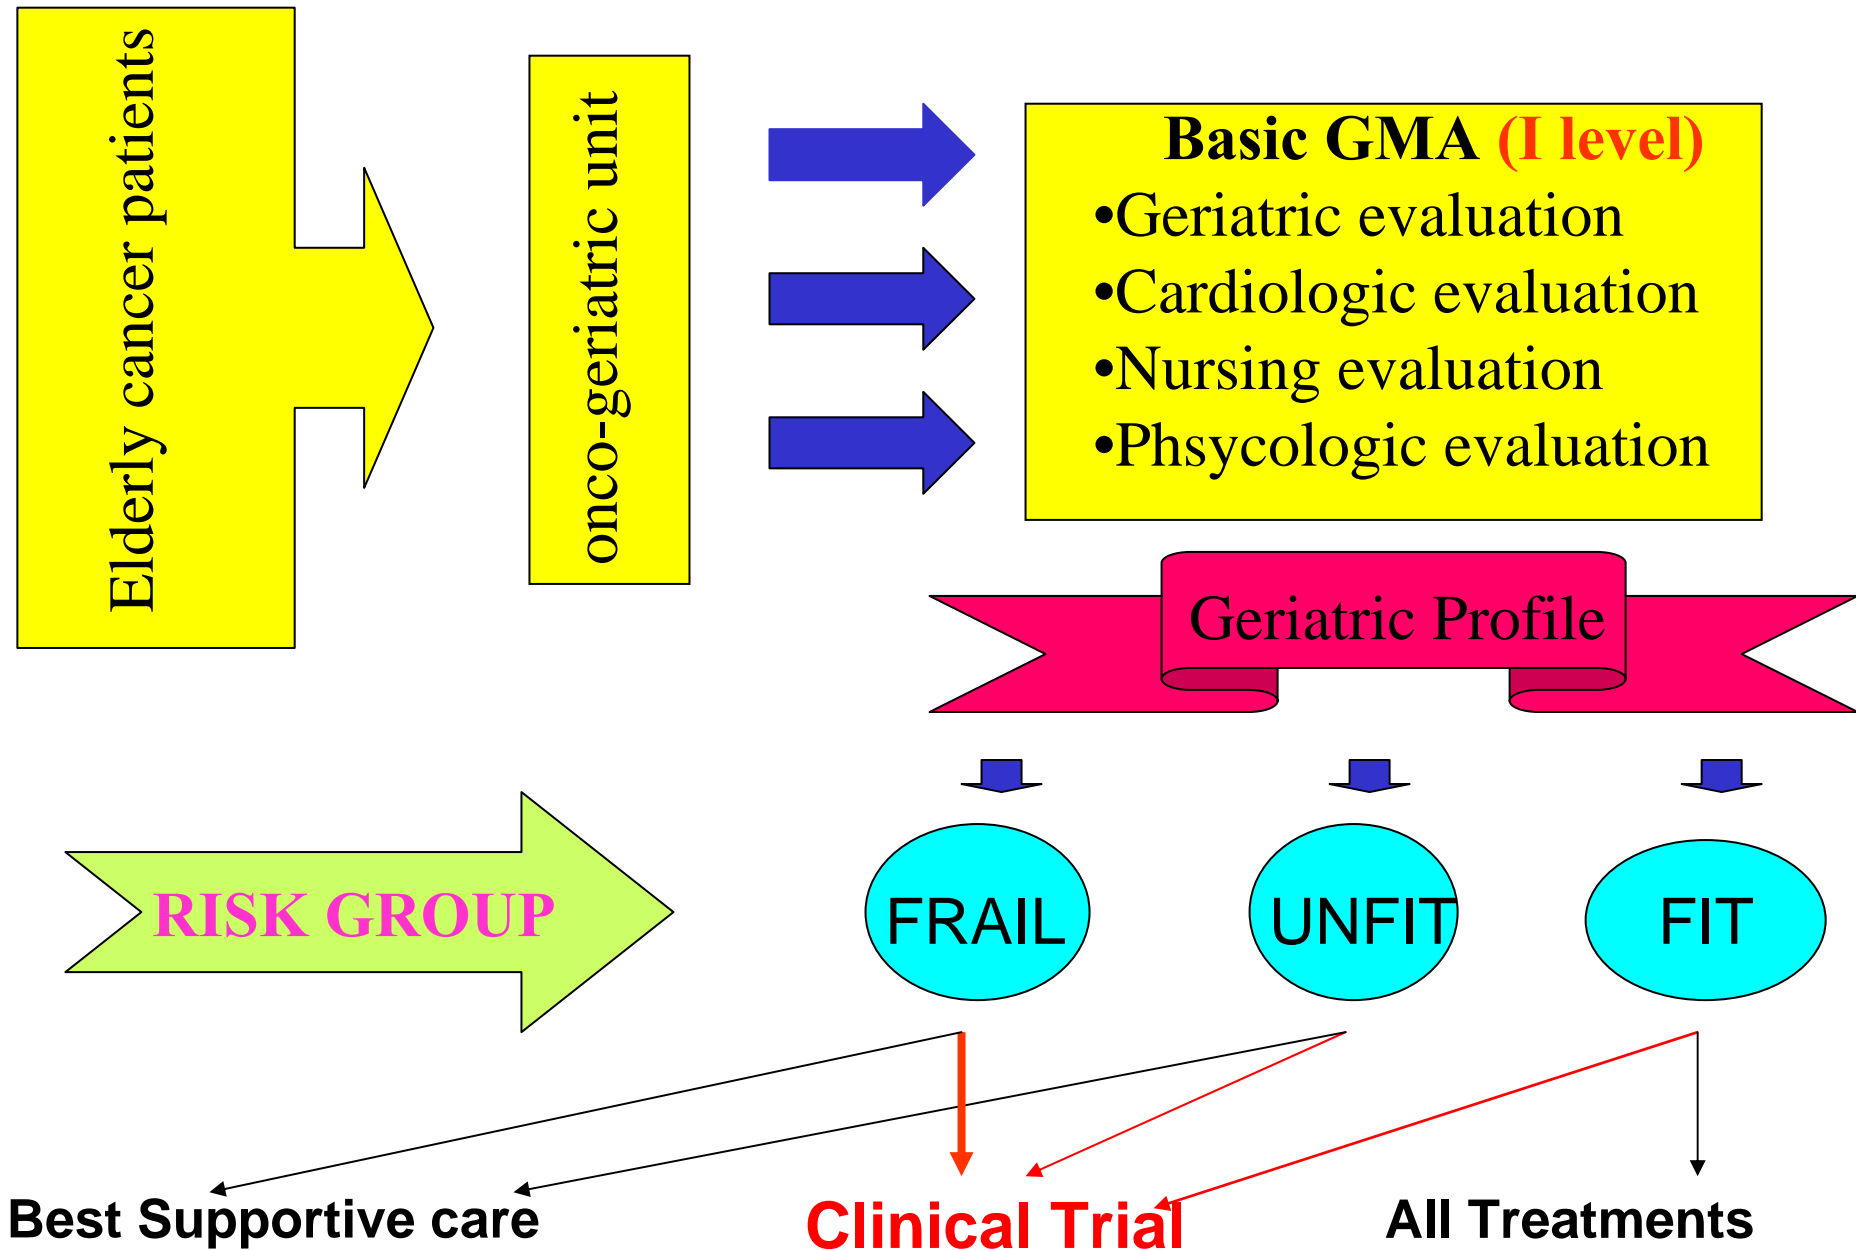 Elderly cancer patients
onco-geriatric unit
Basic GMA (I level)
•Geriatric evaluation
•Cardiologic evaluation
•Nursing evaluation
•Phsycologic evaluation
Geriatric Profile
RISK GROUP
FRAIL
UNFIT
FIT
Best Supportive care
Clinical Trial
All Treatments